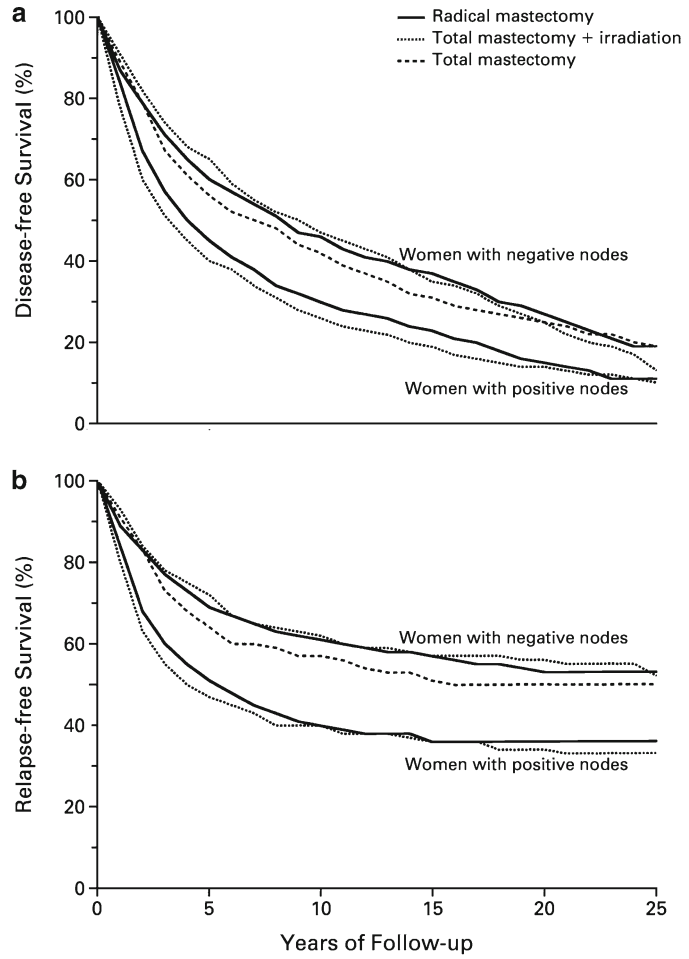 a
Radical mastectomy
Total mastectomy + irradiation
Total mastectomy
Disease-free Survival (%)
100
80
60
40
20
0
Women with negative nodes
Women with positive nodes
b
Relapse-free Survival (%)
100
80
60
40
20
0
Women with negative nodes
Women with positive nodes
0 5 10 15 20 25
Years of Follow-up